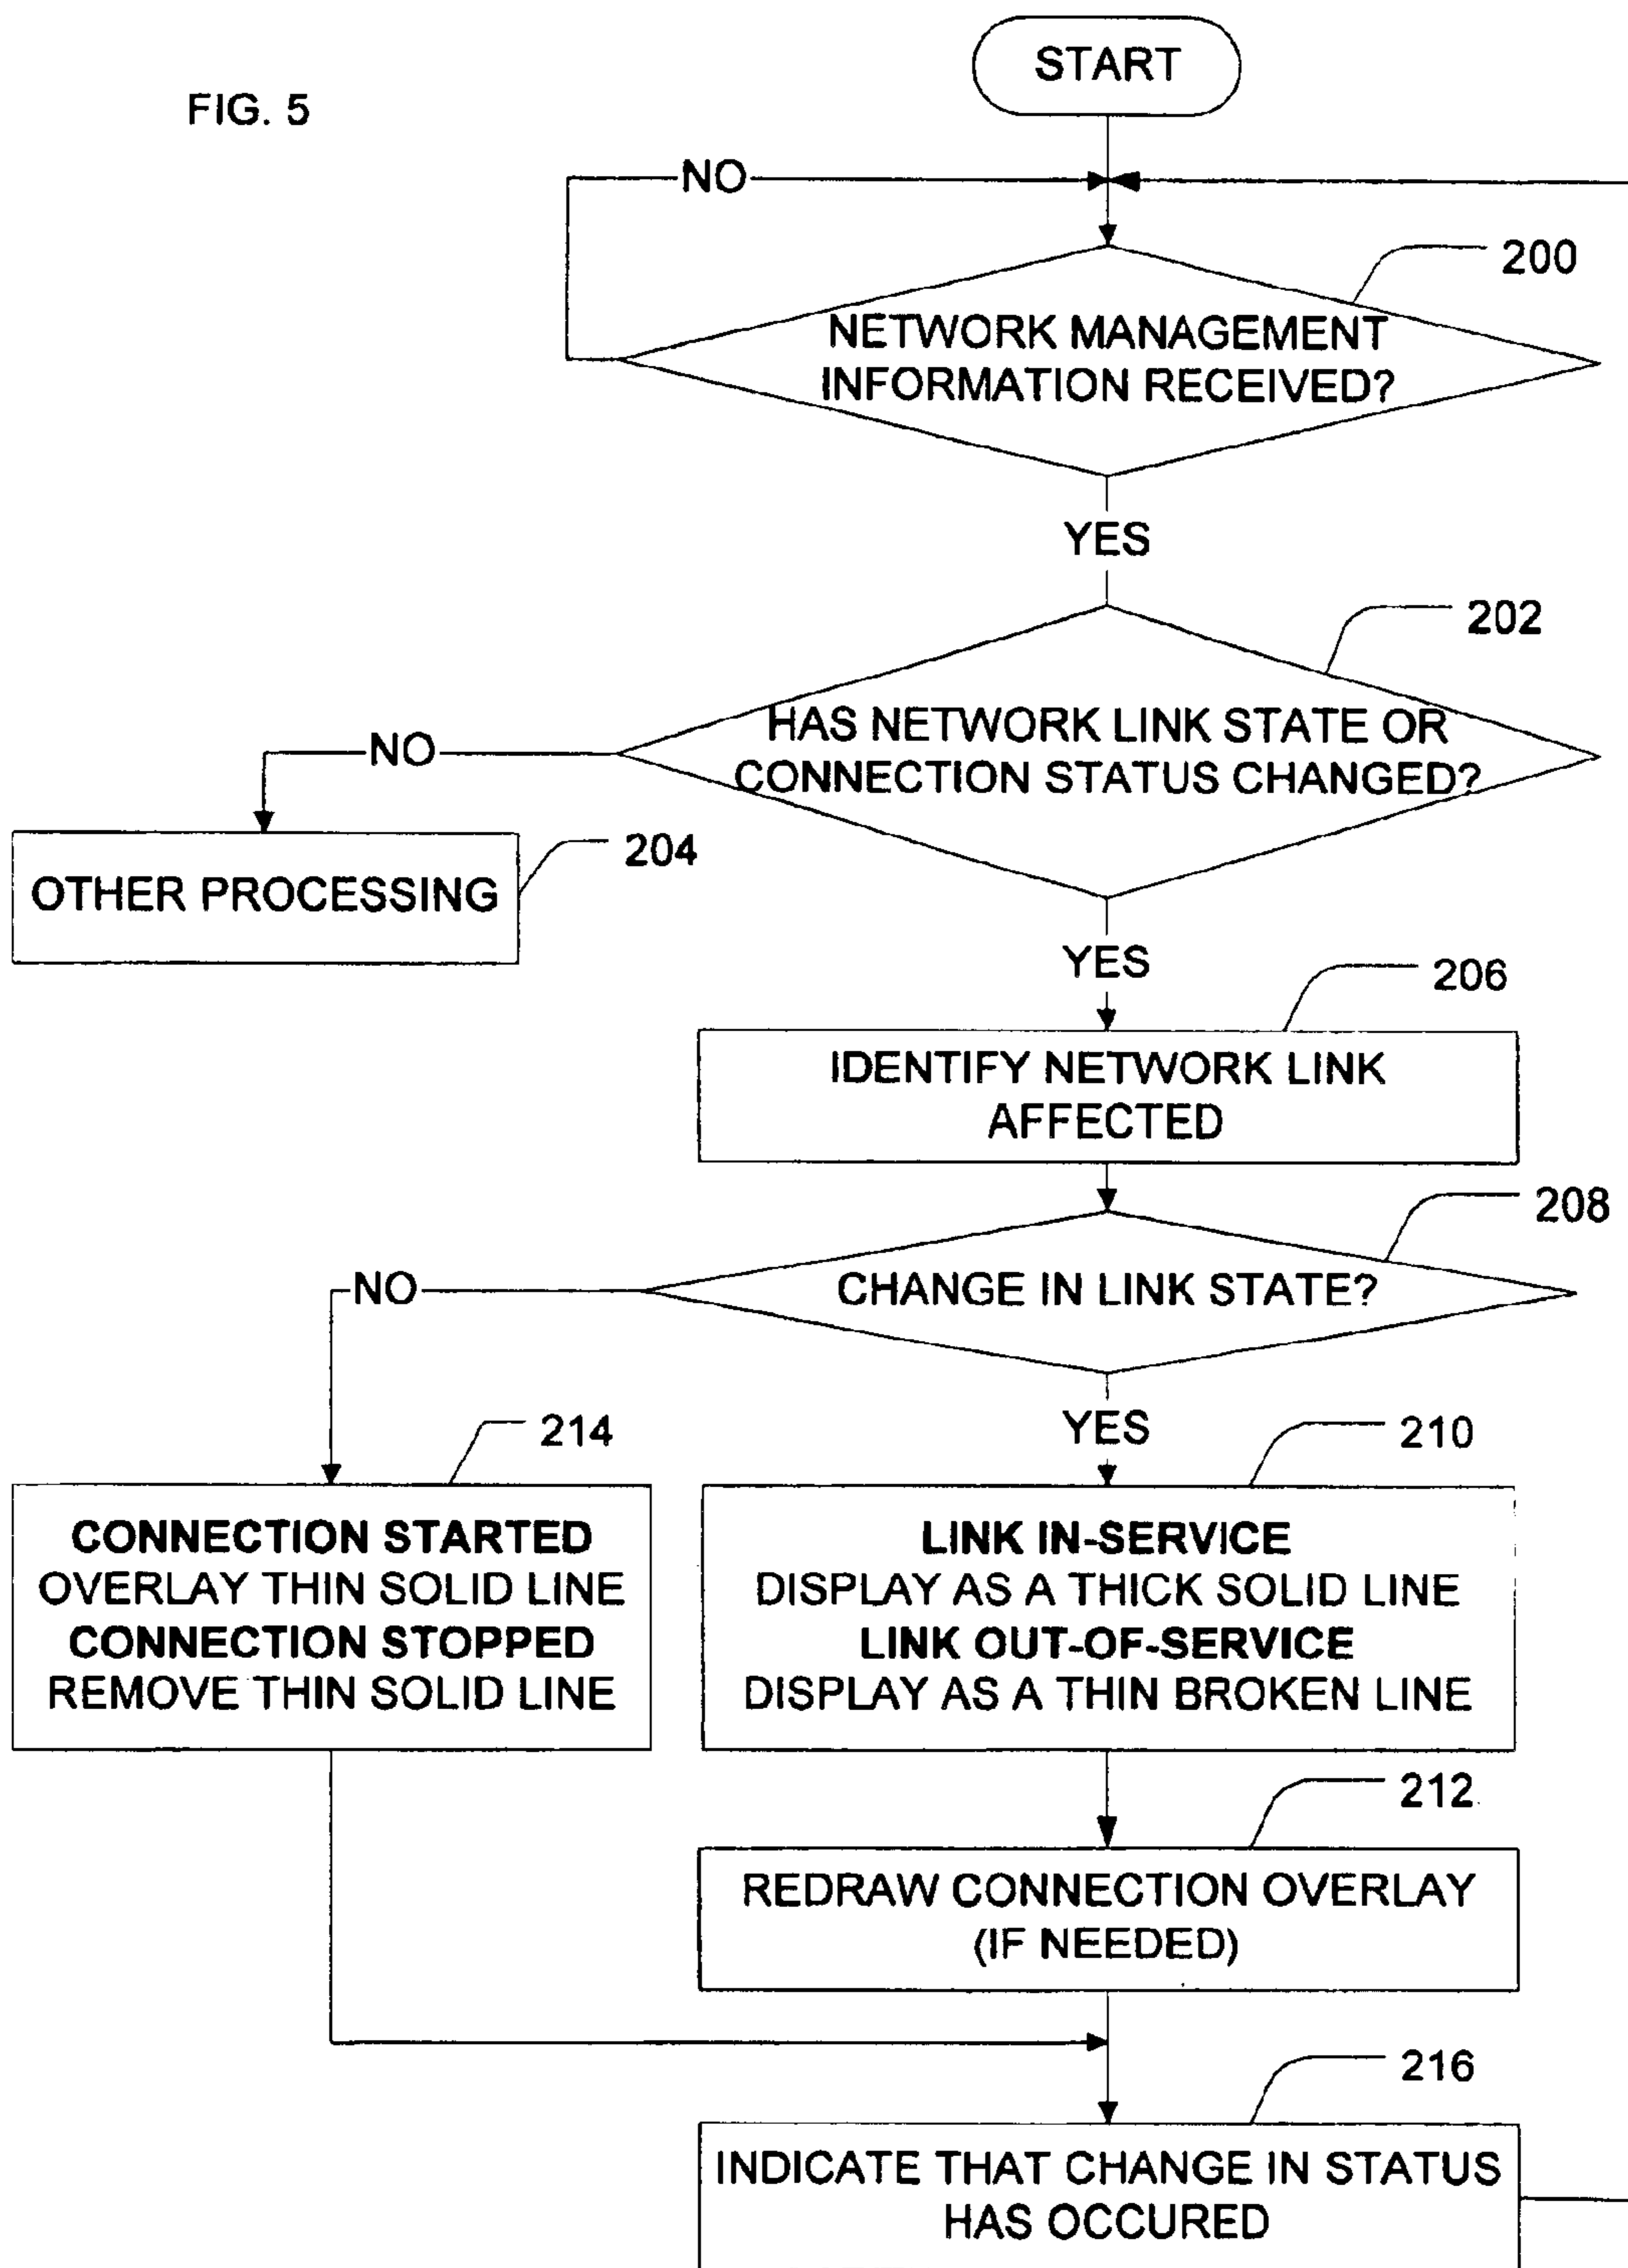 FIG. 5
START
NO
200
NETWORK MANAGEMENT
INFORMATION RECEIVED?
YES
202
HAS NETWORK LINK STATE OR
CONNECTION STATUS CHANGED?
NO
204
OTHER PROCESSING
YES
206
IDENTIFY NETWORK LINK
AFFECTED
208
CHANGE IN LINK STATE?
NO
YES
214
CONNECTION STARTED
OVERLAY THIN SOLID LINE
CONNECTION STOPPED
REMOVE THIN SOLID LINE
210
LINK IN-SERVICE
DISPLAY AS A THICK SOLID LINE
LINK OUT-OF-SERVICE
DISPLAY AS A THIN BROKEN LINE
212
REDRAW CONNECTION OVERLAY
(IF NEEDED)
216
INDICATE THAT CHANGE IN STATUS
HAS OCCURED